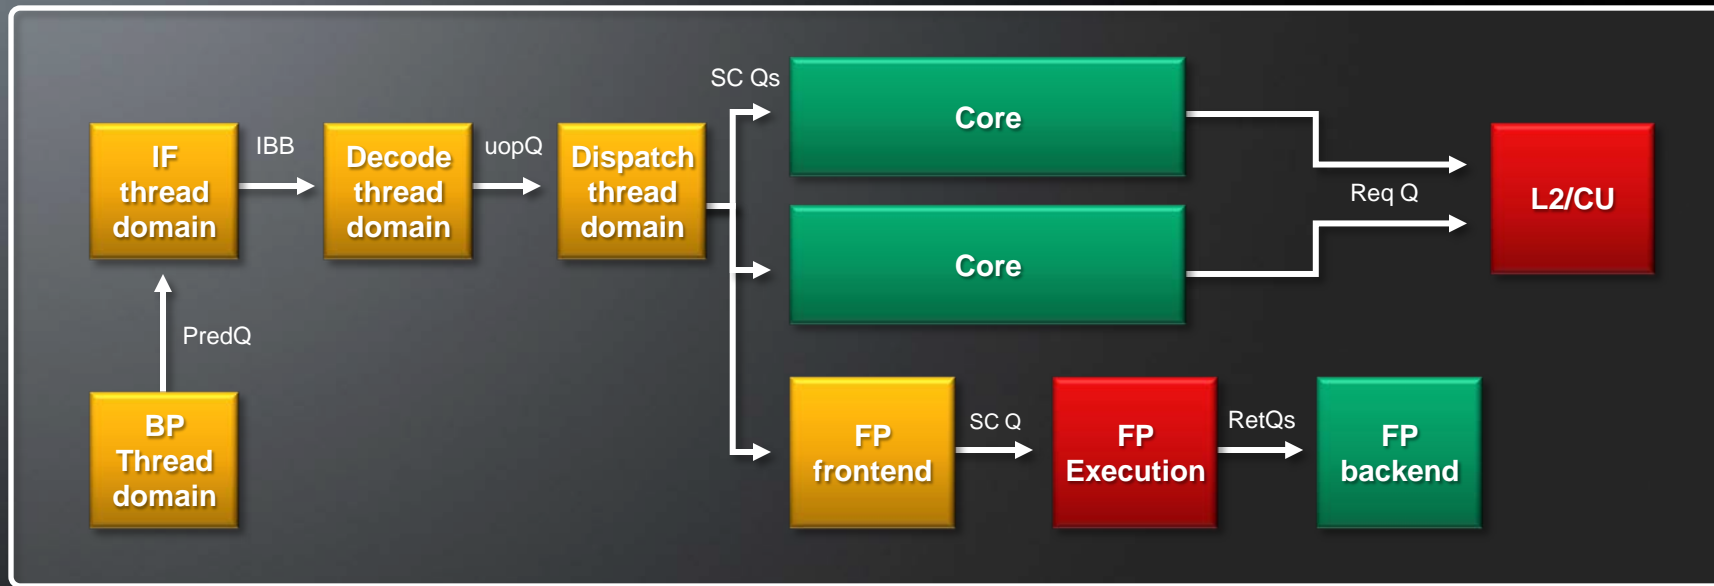 SC Qs
Core
IF
thread
domain
IBB
Decode
thread
domain
uopQ
Dispatch
thread
domain
Req Q
L2/CU
Core
PredQ
BP
Thread
domain
FP
frontend
SC Q
FP
Execution
RetQs
FP
backend